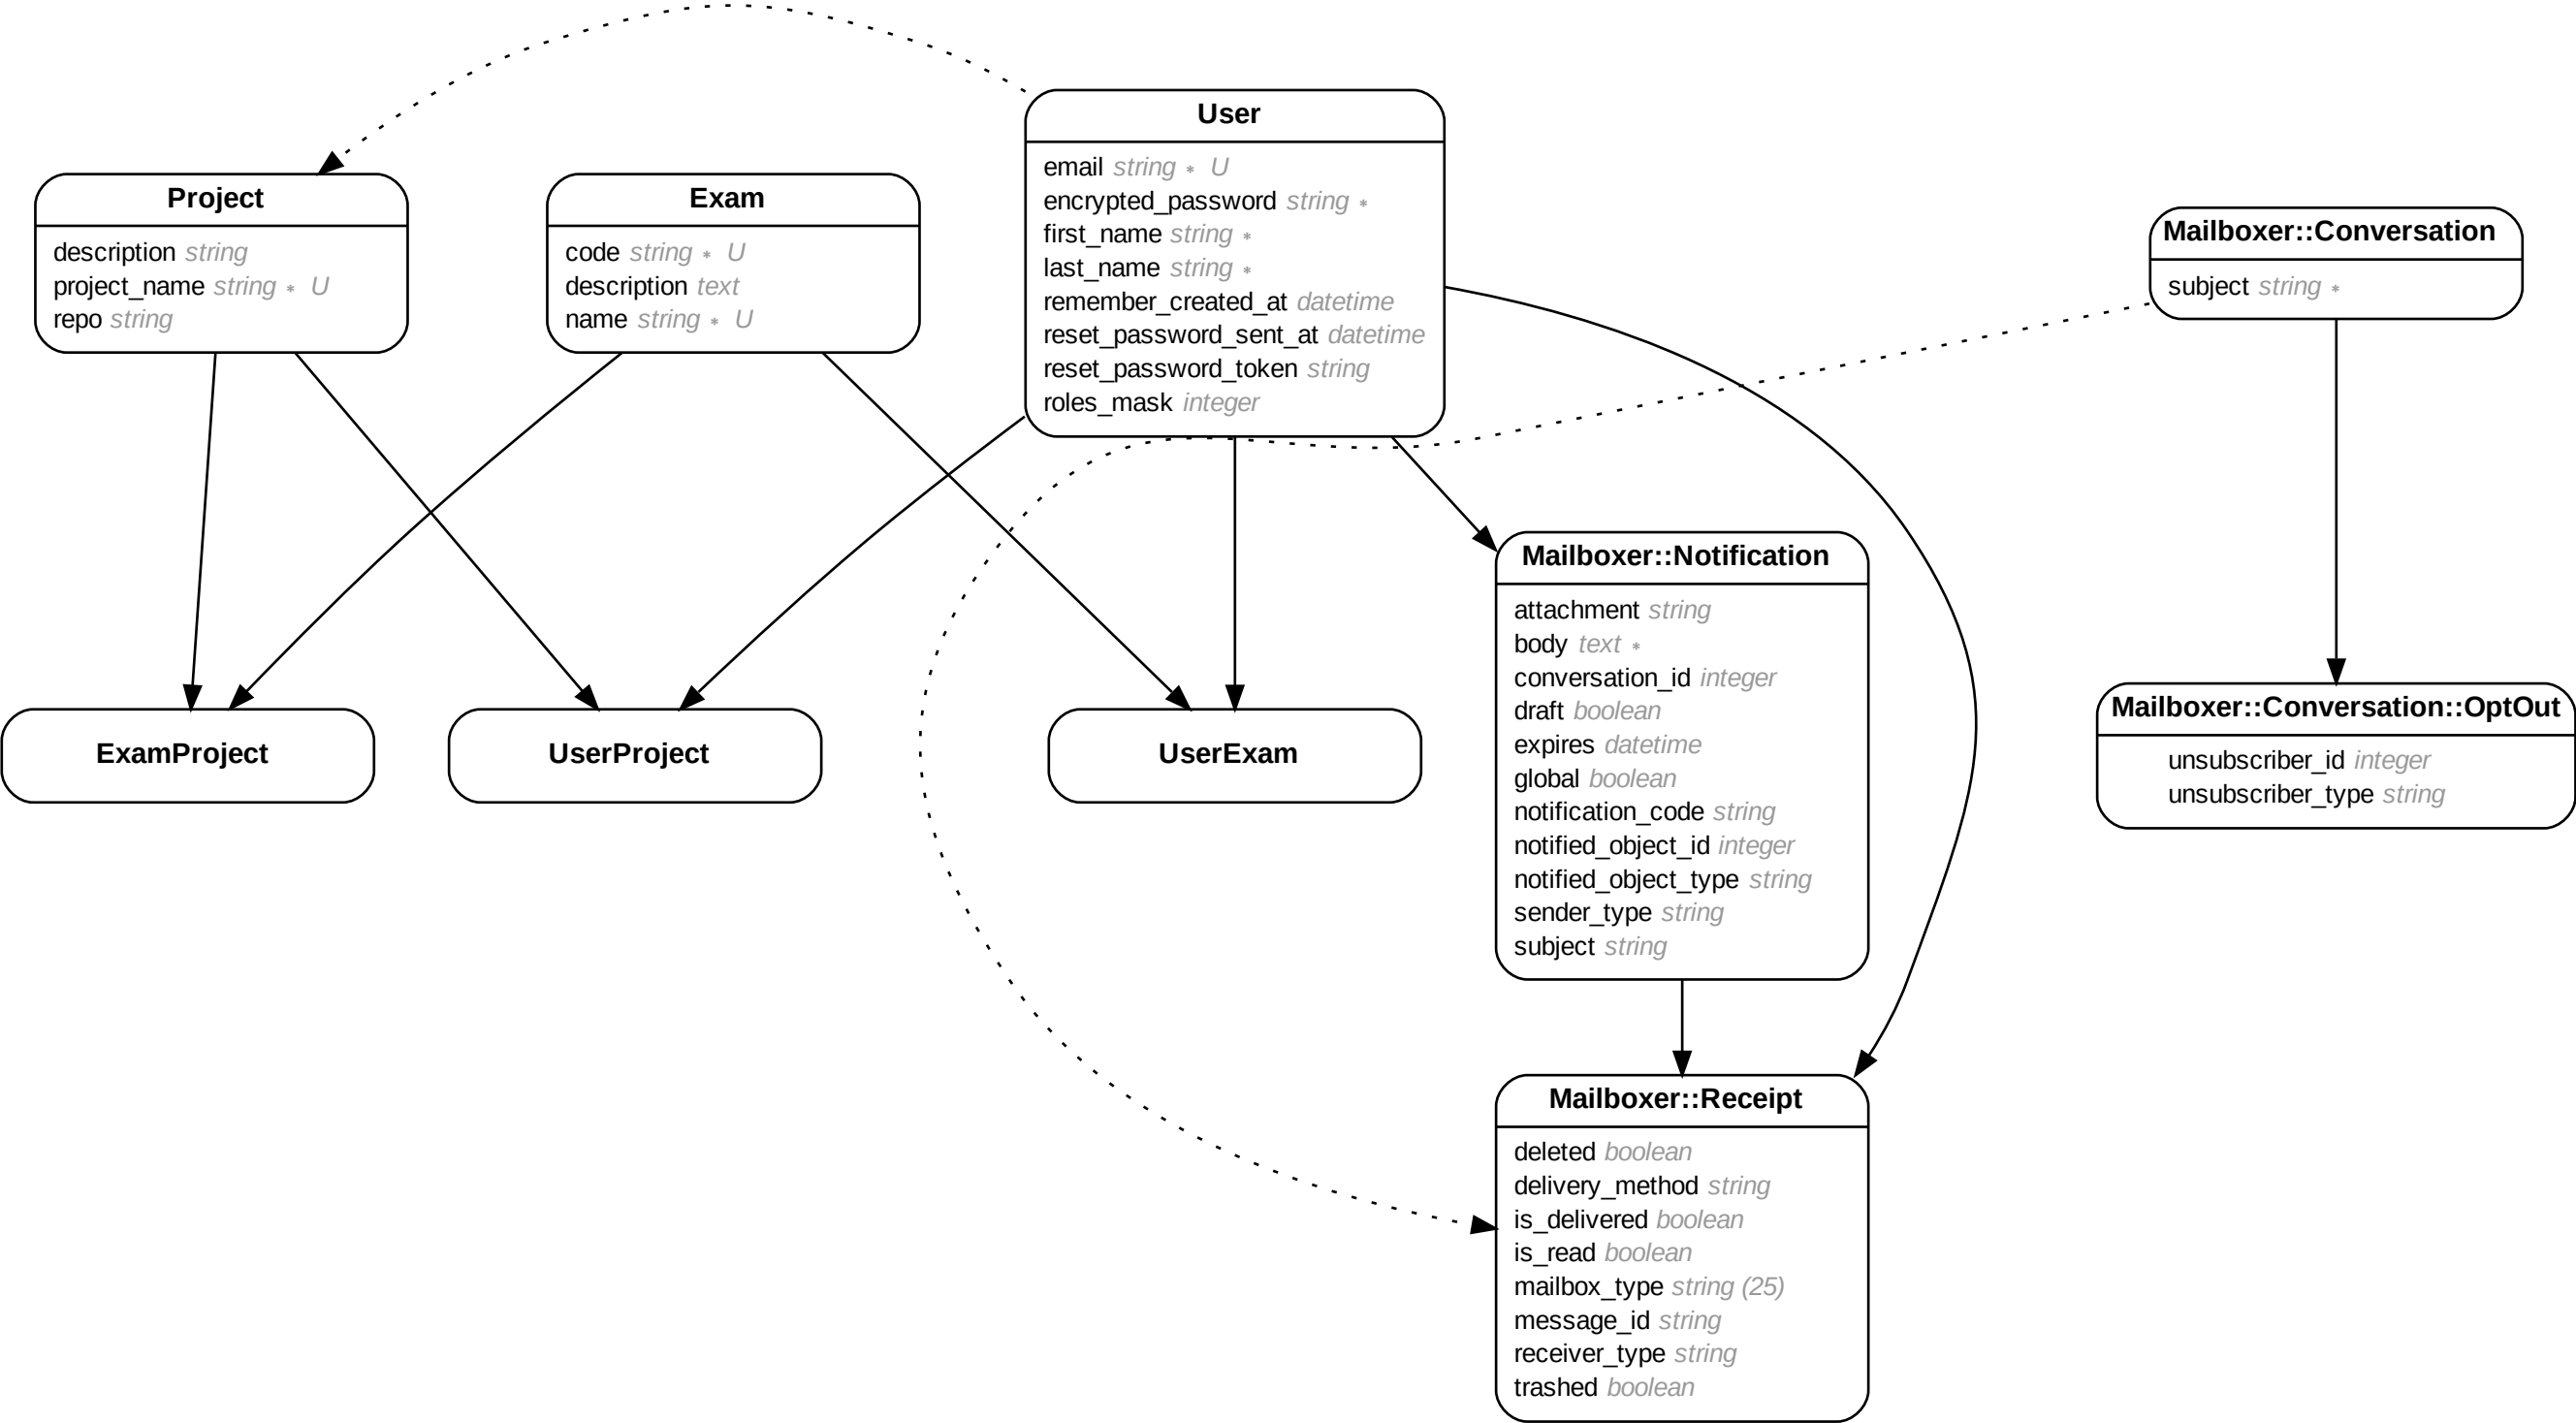 User
email string * U
encrypted_password string *
first_name string *
last_name string *
remember_created_at datetime
reset_password_sent_at datetime
reset_password_token string
roles_mask integer
Project
description string
project_name string * U
repo string
Exam
code string * U
description text
name string * U
Mailboxer::Conversation
subject string *
Mailboxer::Notification
attachment string
body text *
conversation_id integer
draft boolean
expires datetime
global boolean
notification_code string
notified_object_id integer
notified_object_type string
sender_type string
subject string
ExamProject
UserProject
UserExam
Mailboxer::Conversation::OptOut
unsubscriber_id integer
unsubscriber_type string
Mailboxer::Receipt
deleted boolean
delivery_method string
is_delivered boolean
is_read boolean
mailbox_type string (25)
message_id string
receiver_type string
trashed boolean